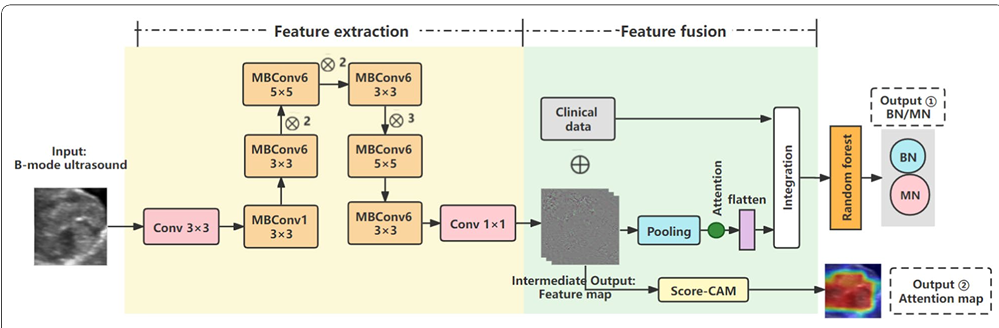 Feature extraction
Feature fusion
Input:
B-mode ultrasound
Conv 3×3
MBConv1
3×3
MBConv6
3×3
⊗ 2
MBConv6
5×5
⊗ 2
MBConv6
3×3
⊗ 3
MBConv6
5×5
MBConv6
3×3
Conv 1×1
Clinical
data
⊕
Intermediate Output:
Feature map
Pooling
Attention
flatten
Integration
Score-CAM
Random forest
Output ①
BN/MN
BN
MN
Output ②
Attention map